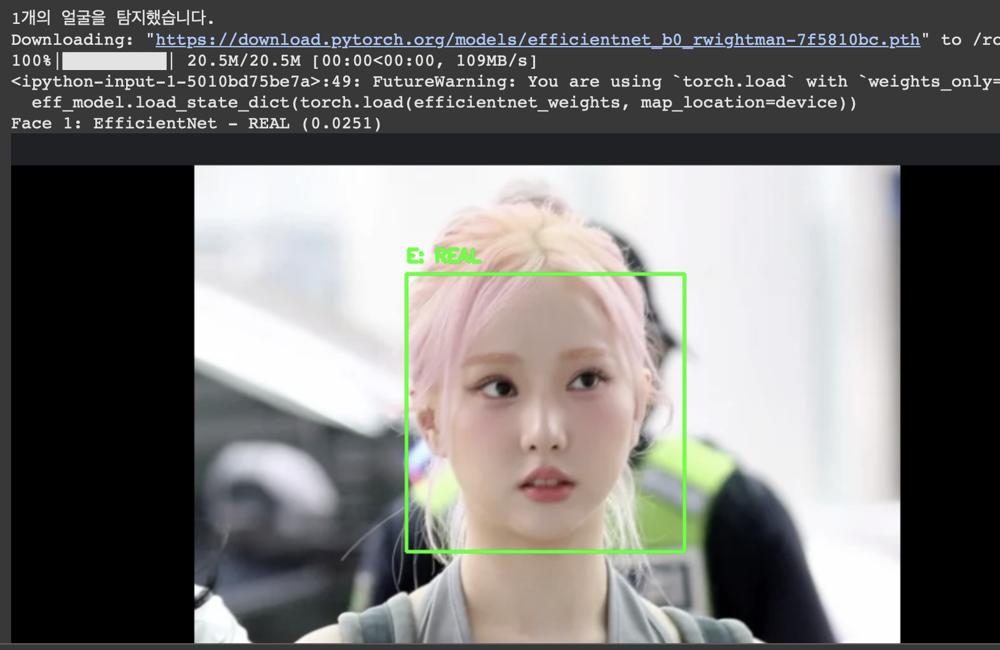 1개의 얼굴을 탐지했습니다.
Downloading: "https://download.pytorch.org/models/efficientnet_b0_rwightman-7f5810bc.pth" to /ro
100%|██████████| 20.5M/20.5M [00:00<00:00, 109MB/s]
<ipython-input-1-5010bd75be7a>:49: FutureWarning: You are using `torch.load` with `weights_only=
eff_model.load_state_dict(torch.load(efficientnet_weights, map_location=device))
Face 1: EfficientNet - REAL (0.0251)
E: REAL